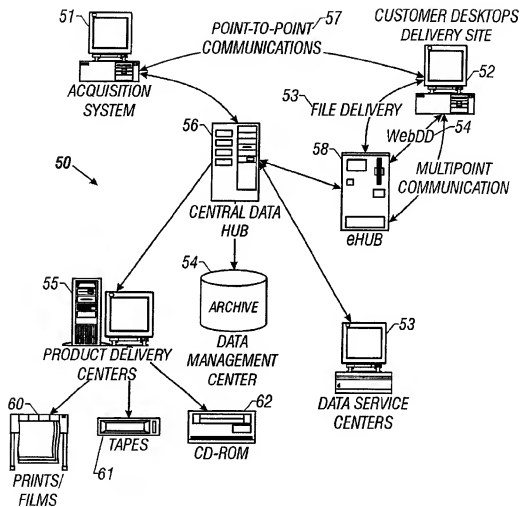 51
57
POINT-TO-POINT
COMMUNICATIONS
CUSTOMER DESKTOPS
DELIVERY SITE
52
ACQUISITION
SYSTEM
53
FILE DELIVERY
WebDD
54
56
58
MULTIPOINT
COMMUNICATION
50
CENTRAL DATA
HUB
eHUB
55
54
ARCHIVE
53
PRODUCT DELIVERY
CENTERS
DATA
MANAGEMENT
CENTER
DATA SERVICE
CENTERS
60
62
PRINTS/
FILMS
TAPES
61
CD-ROM